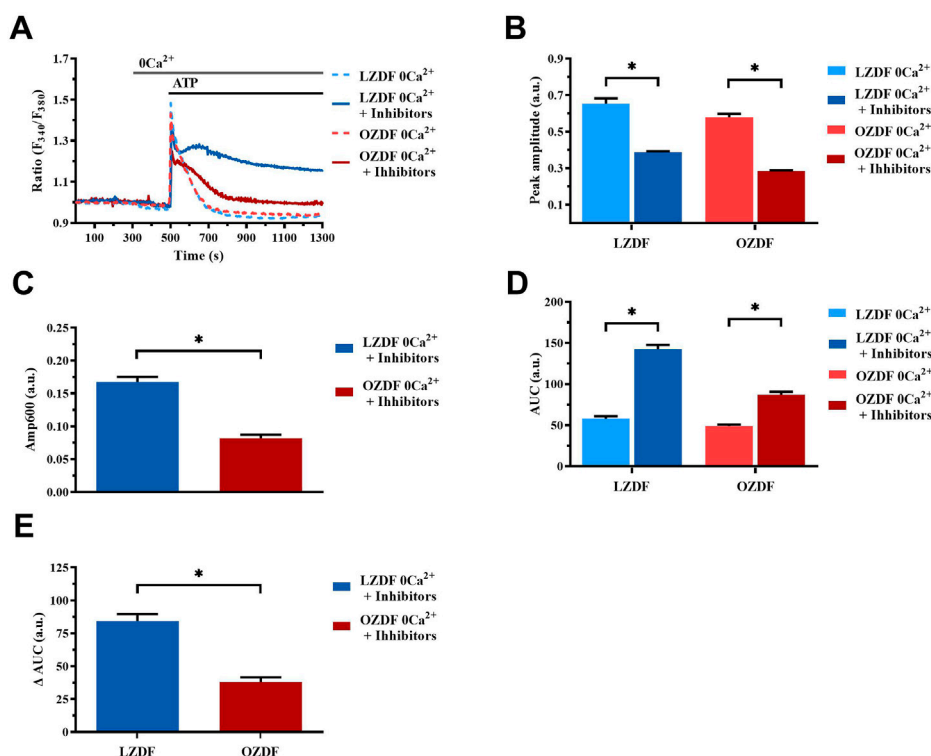 A
1.7
1.5
1.3
1.1
0.9
Ratio (F340/F380)
0Ca2+
ATP
100 300 500 700 900 1100 1300
Time (s)
LZDF 0Ca2+
LZDF 0Ca2+
+ Inhibitors
OZDF 0Ca2+
OZDF 0Ca2+
+ Ihhibitors
B
0.9
0.7
0.6
0.4
0.3
0.1
Peak amplitude (a.u.)
*
*
LZDF OZDF
LZDF 0Ca2+
LZDF 0Ca2+
+ Inhibitors
OZDF 0Ca2+
OZDF 0Ca2+
+ Ihhibitors
C
0.25
0.20
0.15
0.10
0.05
0.00
Amp600 (a.u.)
*
LZDF 0Ca2+
+ Inhibitors
OZDF 0Ca2+
+ Ihhibitors
D
200
150
100
50
0
AUC (a.u.)
*
*
LZDF OZDF
LZDF 0Ca2+
LZDF 0Ca2+
+ Inhibitors
OZDF 0Ca2+
OZDF 0Ca2+
+ Ihhibitors
E
125
100
75
50
25
0
Δ AUC (a.u.)
*
LZDF OZDF
LZDF 0Ca2+
+ Inhibitors
OZDF 0Ca2+
+ Ihhibitors